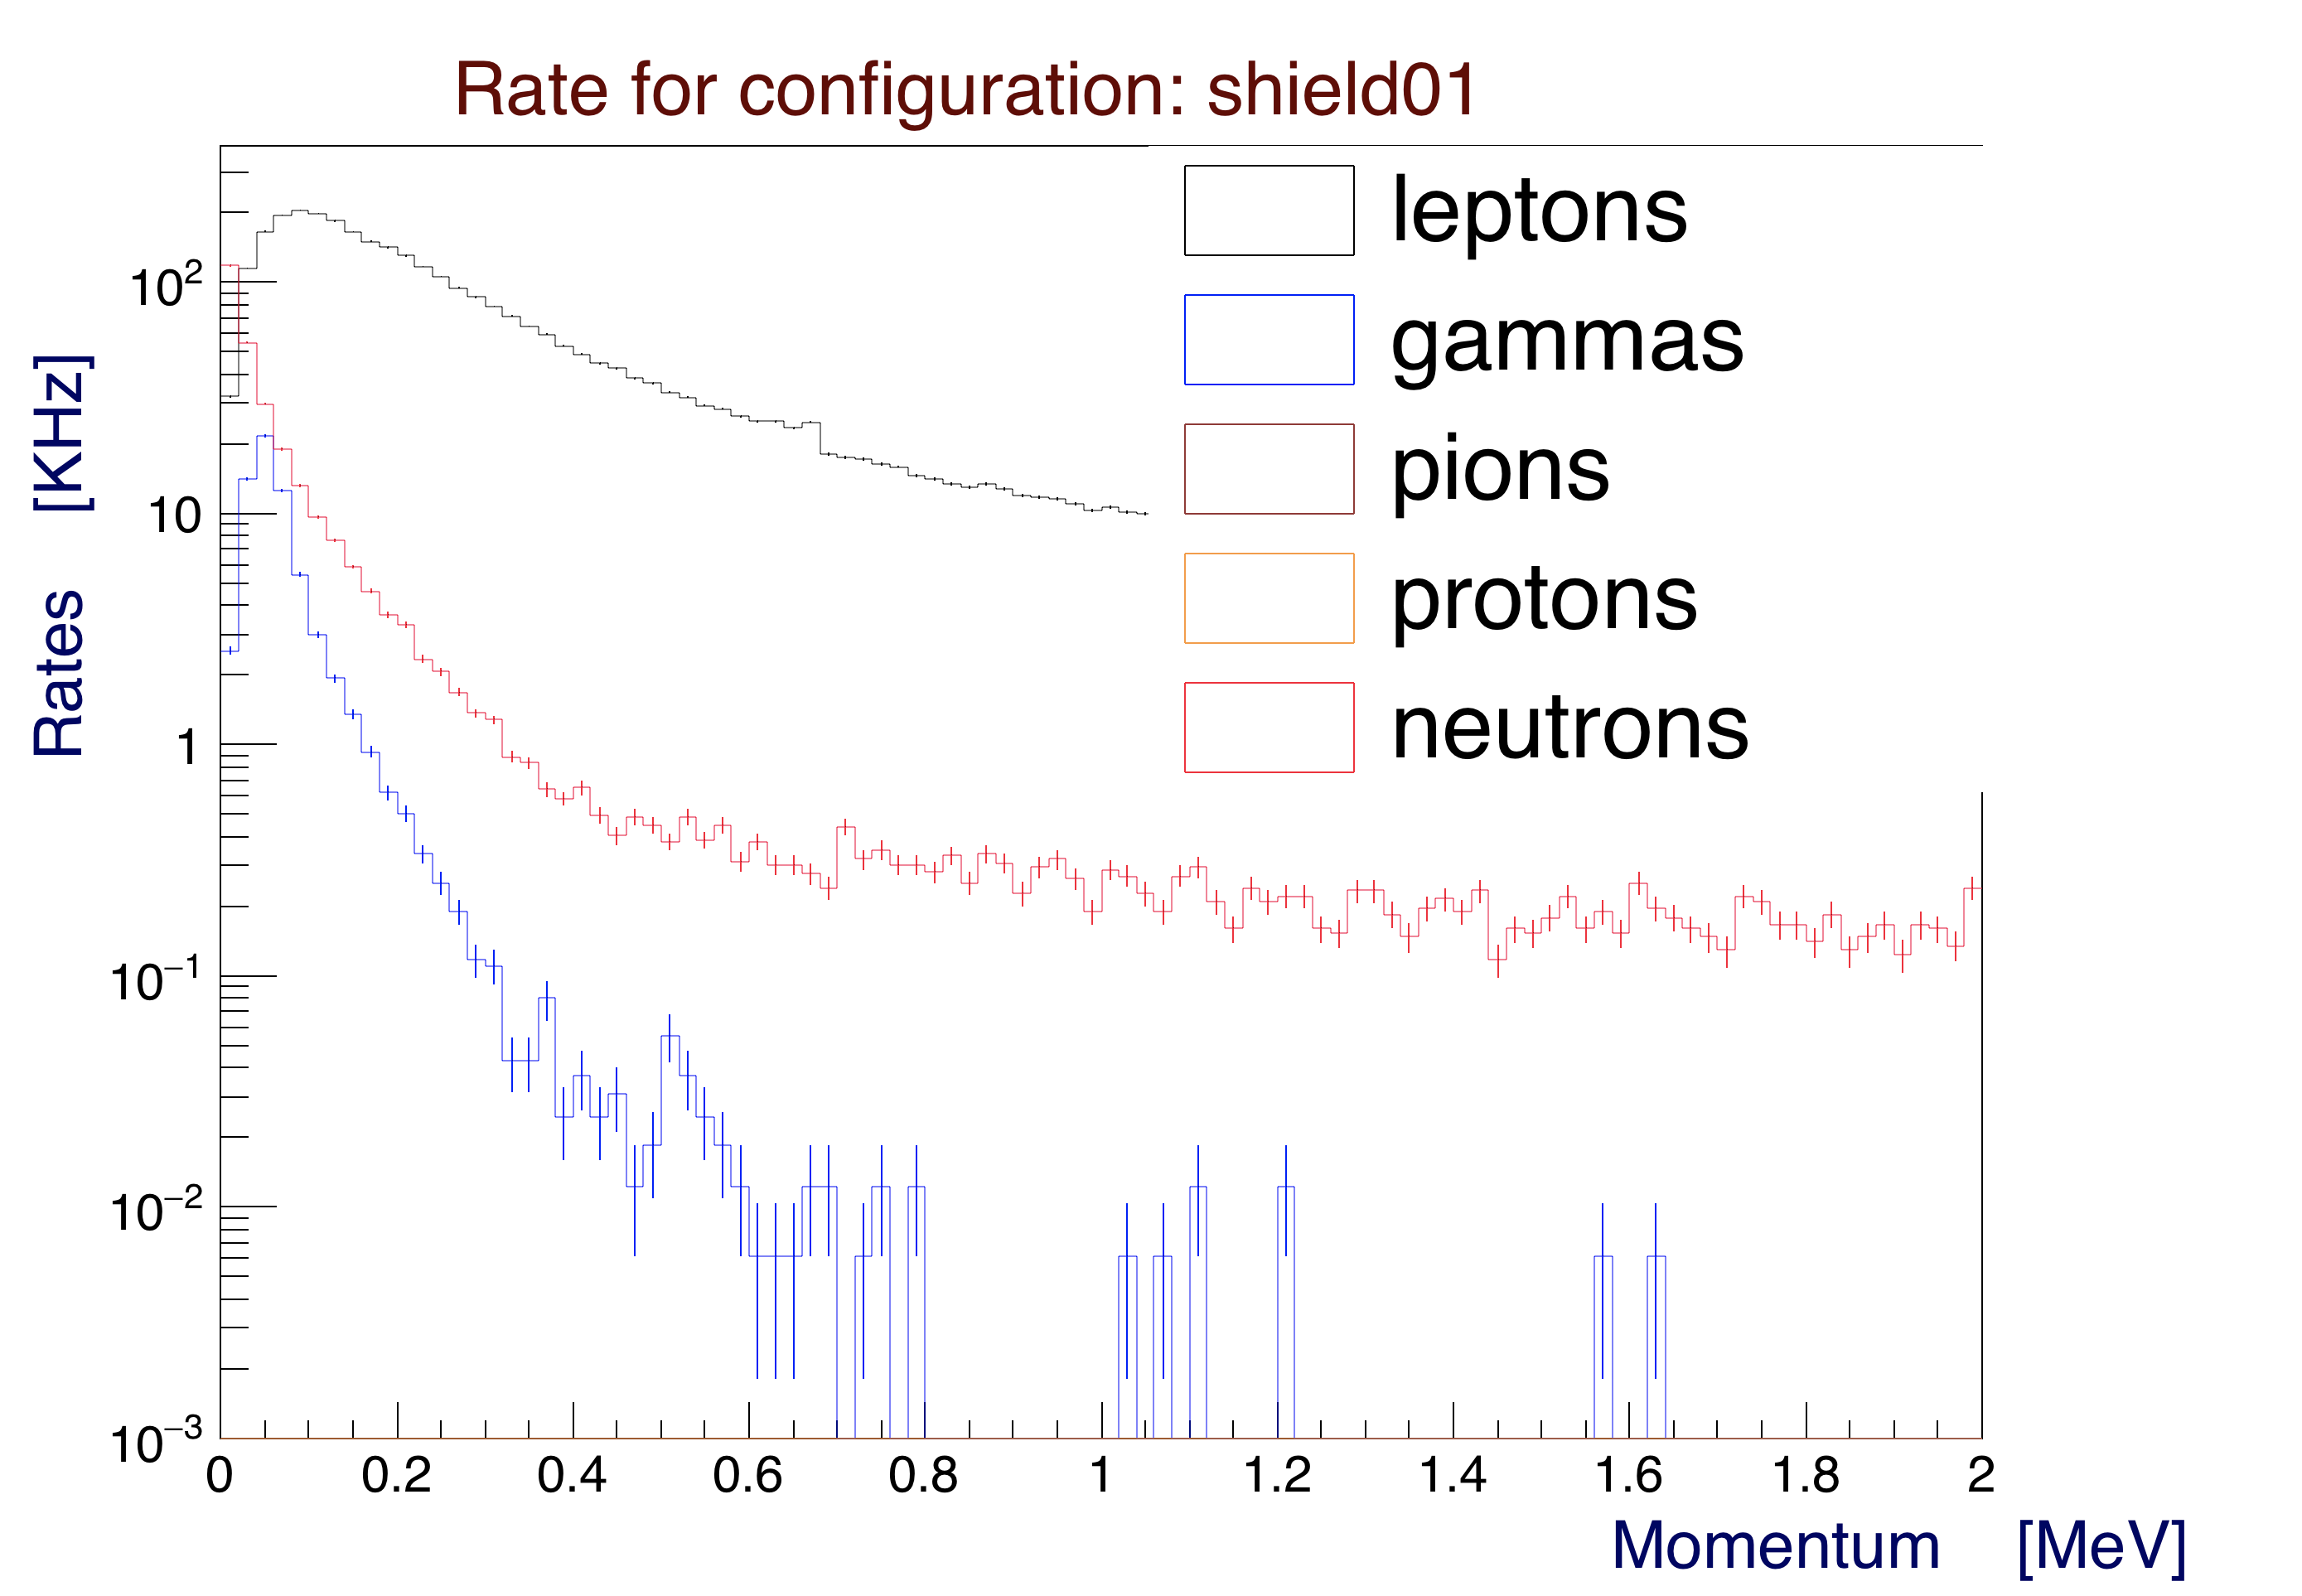 Rate for configuration: shield01
leptons
gammas
pions
protons
neutrons
Rates [KHz]
10²
10
1
10⁻¹
10⁻²
10⁻³
0 0.2 0.4 0.6 0.8 1 1.2 1.4 1.6 1.8 2
Momentum [MeV]